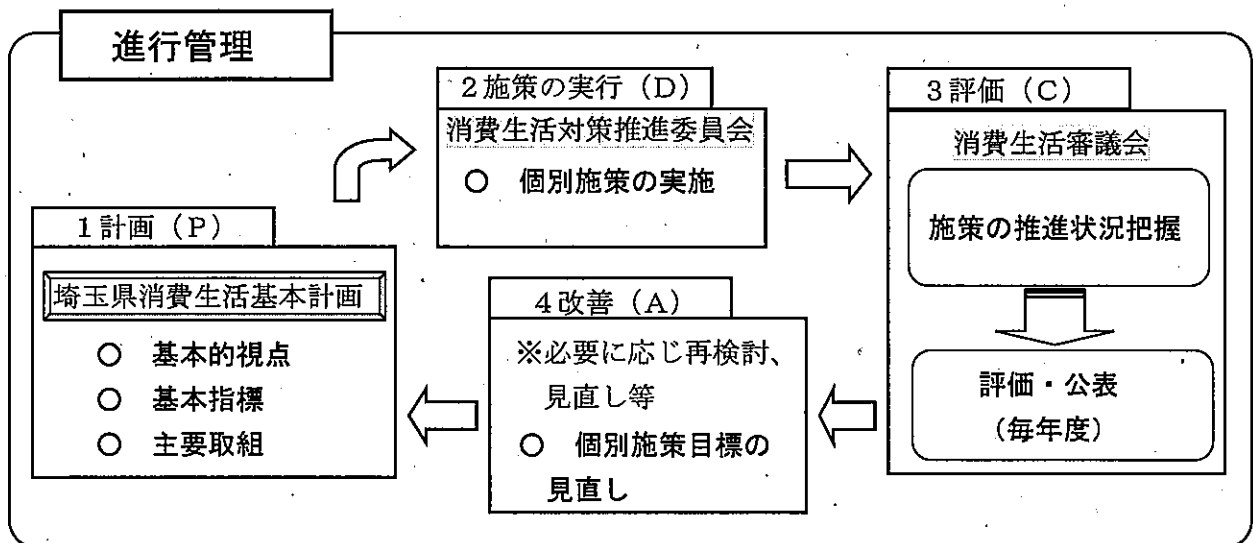 進行管理
1計画（P）
埼玉県消費生活基本計画
○ 基本的視点
○ 基本指標
○ 主要取組
2施策の実行（D）
消費生活対策推進委員会
○ 個別施策の実施
3評価（C）
消費生活審議会
施策の推進状況把握
評価・公表
（毎年度）
4改善（A）
※必要に応じ再検討、
見直し等
○ 個別施策目標の
見直し